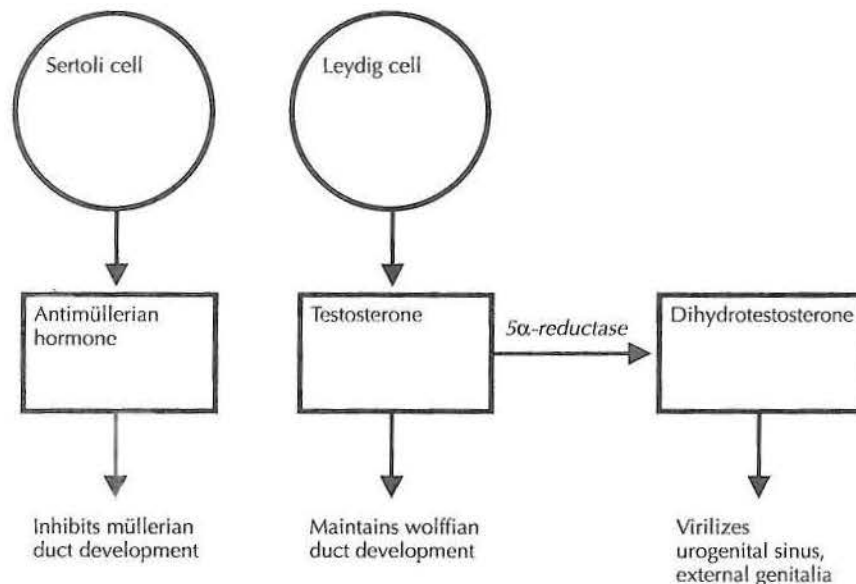 Sertoli cell
Leydig cell
Antimüllerian
hormone
Testosterone
5α-reductase
Dihydrotestosterone
Inhibits müllerian
duct development
Maintains wolffian
duct development
Virilizes
urogenital sinus,
external genitalia